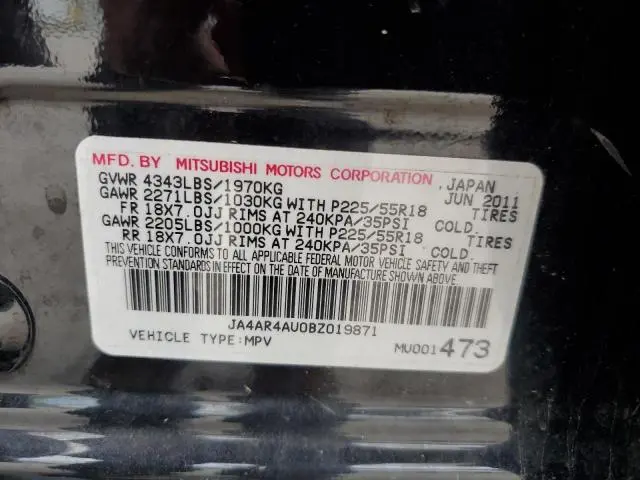 MFD. BY MITSUBISHI MOTORS CORPORATION, JAPAN
GVWR 4343LBS/1970KG JUN 2011
GAWR 2271LBS/1030KG WITH P225/55R18 TIRES
FR 18X7.0JJ RIMS AT 240KPA/35PSI COLD.
GAWR 2205LBS/1000KG WITH P225/55R18 TIRES
RR 18X7.0JJ RIMS AT 240KPA/35PSI COLD.
THIS VEHICLE CONFORMS TO ALL APPLICABLE FEDERAL MOTOR VEHICLE SAFETY AND THEFT
PREVENTION STANDARDS IN EFFECT ON THE DATE OF MANUFACTURE SHOWN ABOVE.
JA4AR4AU0BZ019871
VEHICLE TYPE:MPV MU001473